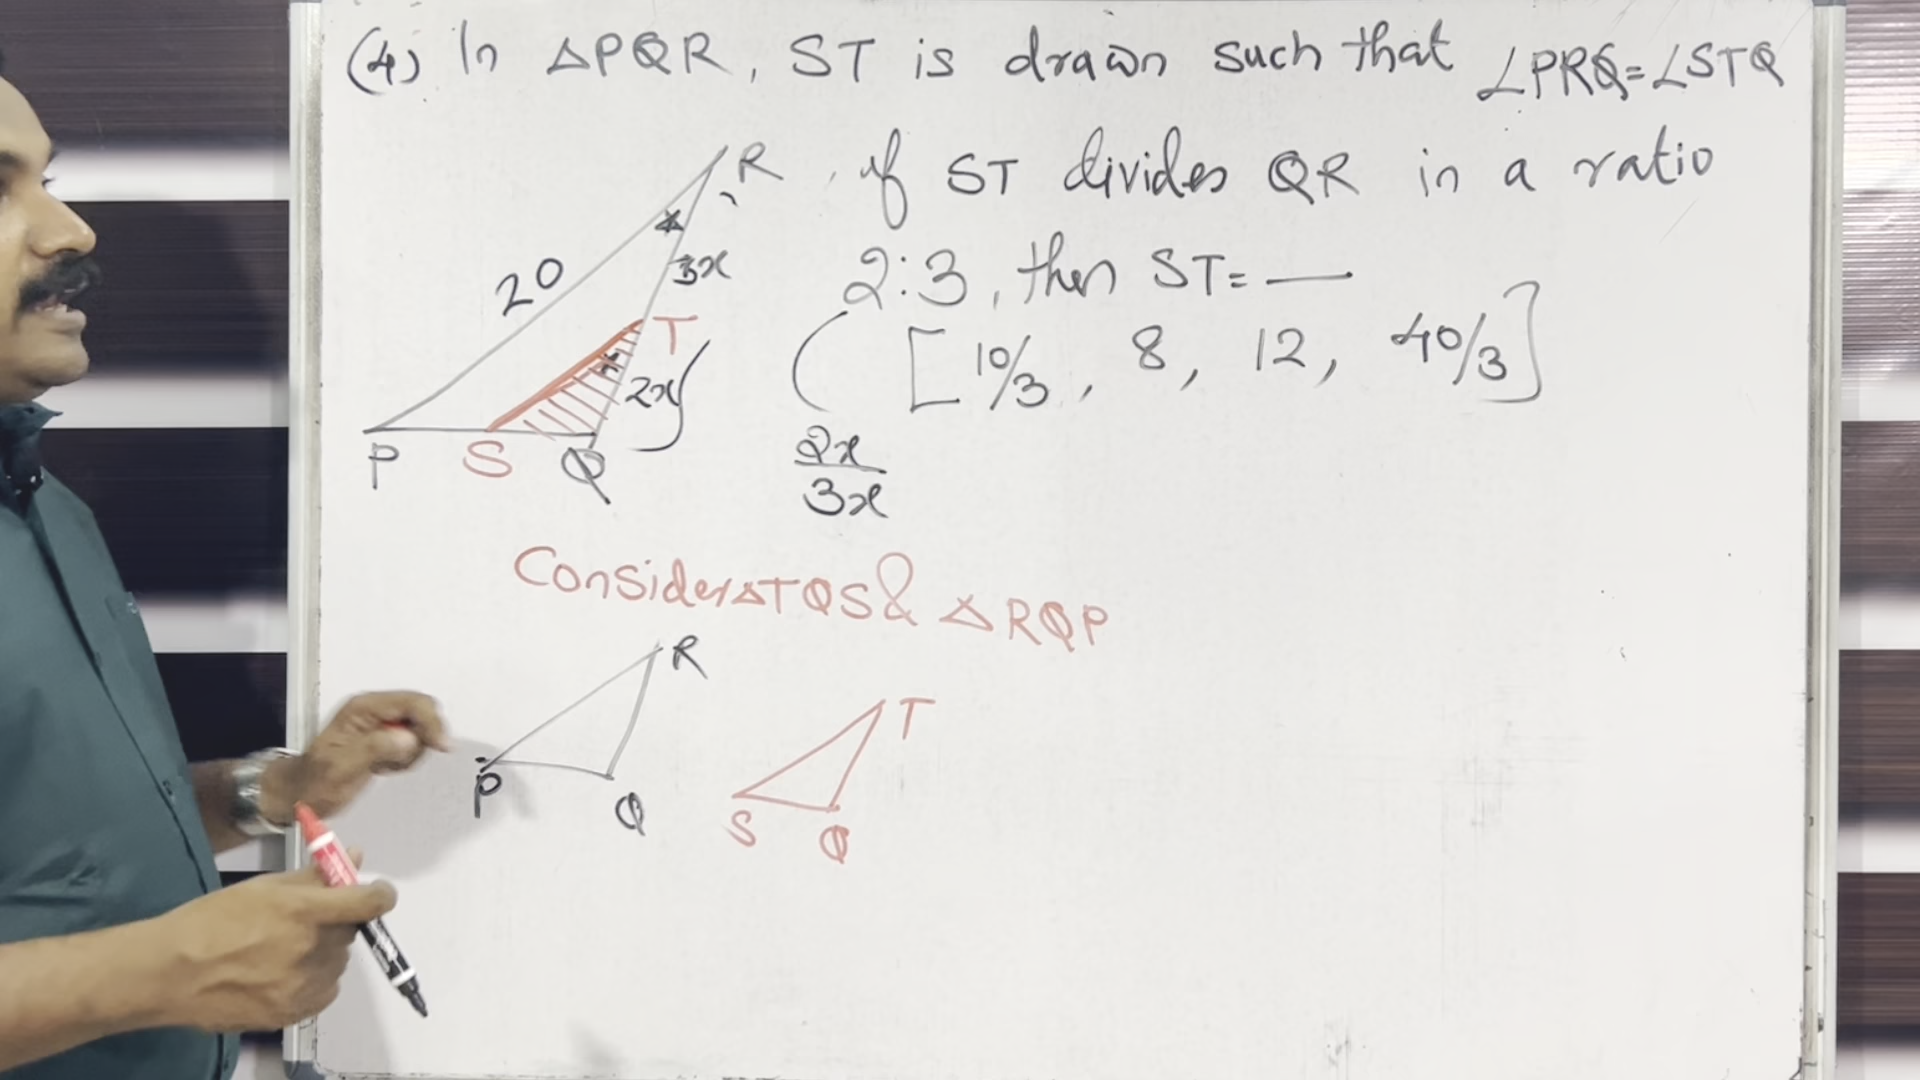 (4) In △PQR, ST is drawn such that ∠PRQ=∠STQ
R , if ST divides QR in a ratio
20
3x
2:3, then ST= —
T
2x
[10/3, 8, 12, 40/3]
P S Q
2x
3x
Consider△TQS & △RQP
R
T
P
Q
S
Q